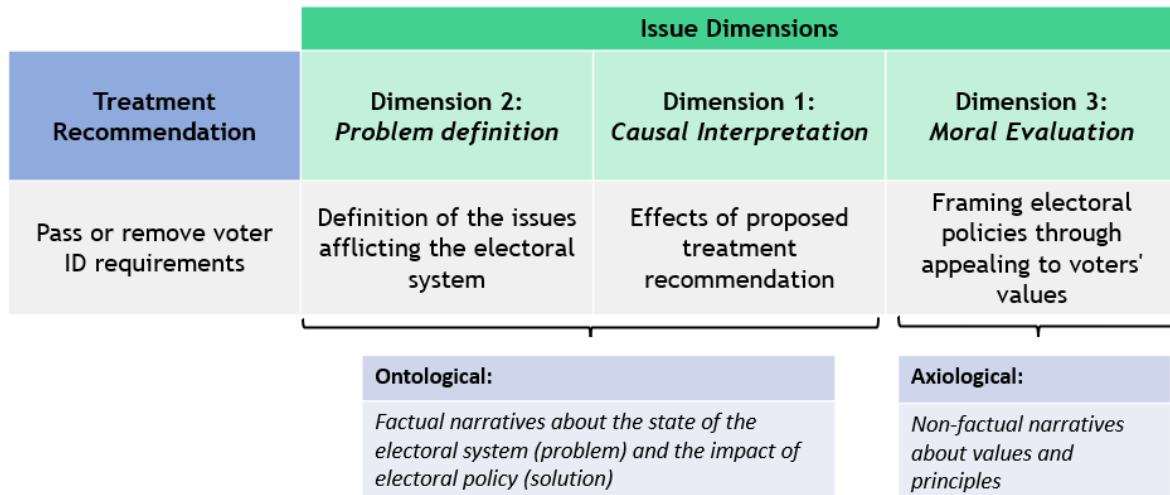 Issue Dimensions
Treatment
Recommendation
Dimension 2:
Problem definition
Dimension 1:
Causal Interpretation
Dimension 3:
Moral Evaluation
Pass or remove voter
ID requirements
Definition of the issues
afflicting the electoral
system
Effects of proposed
treatment
recommendation
Framing electoral
policies through
appealing to voters'
values
Ontological:
Factual narratives about the state of the
electoral system (problem) and the impact of
electoral policy (solution)
Axiological:
Non-factual narratives
about values and
principles